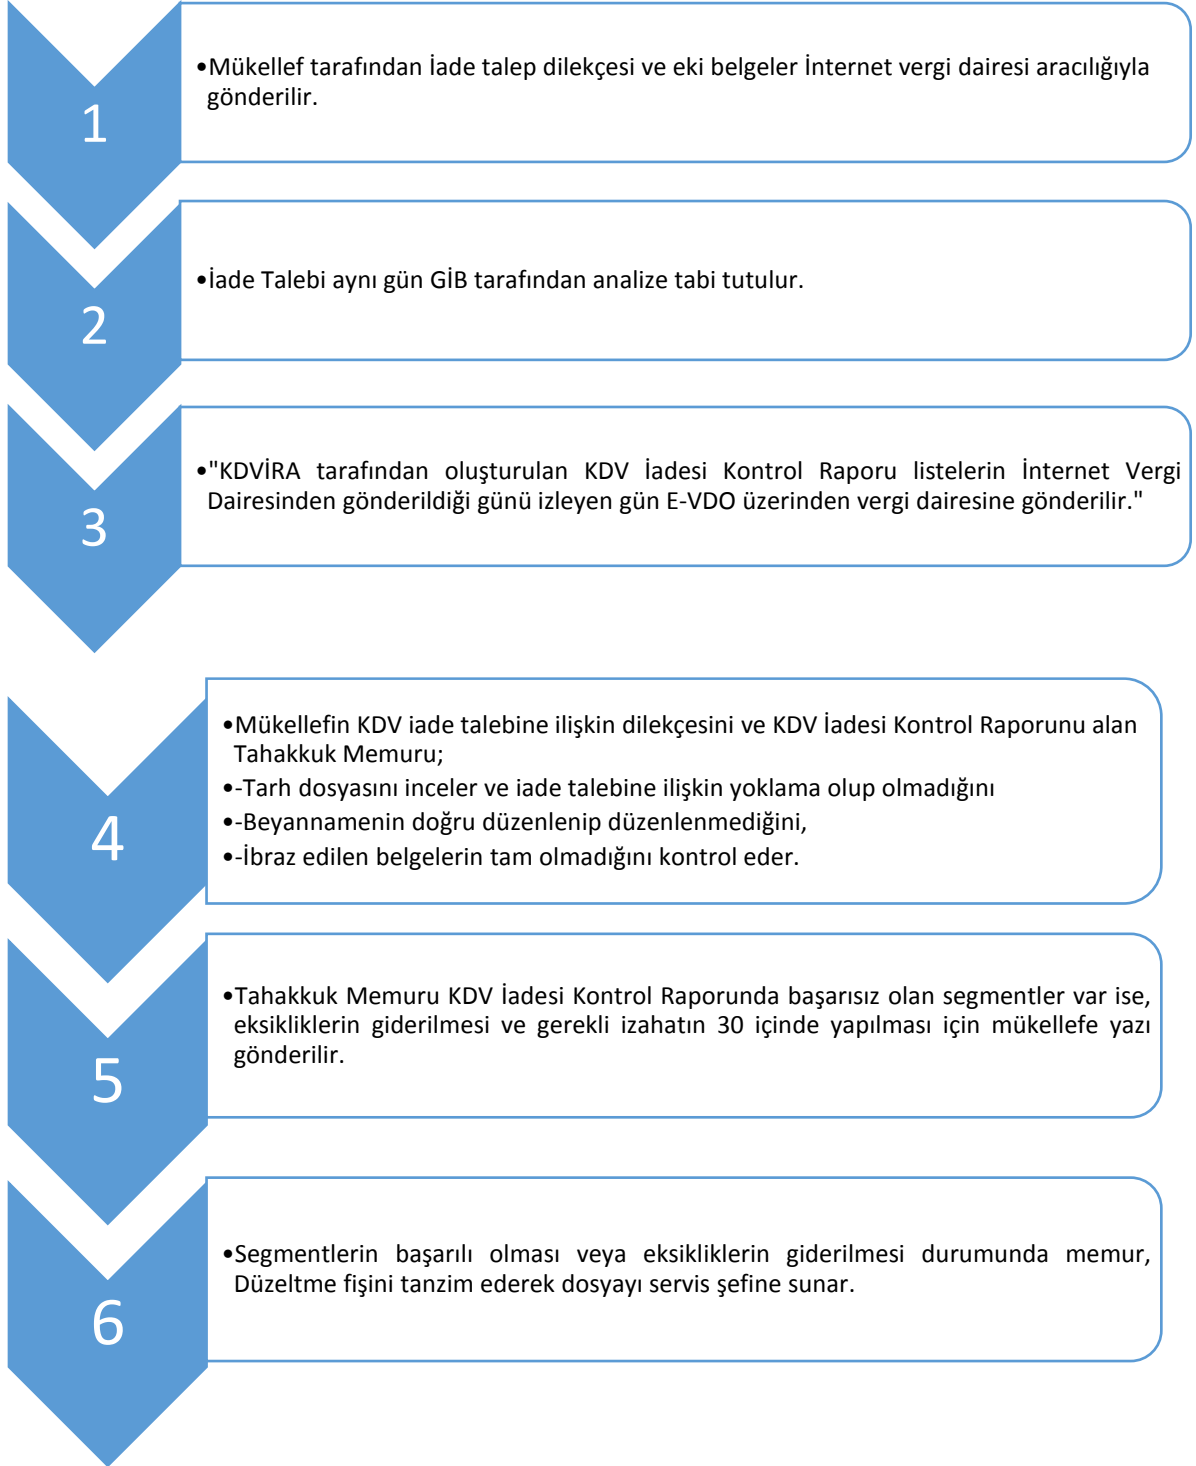 1
•Mükellef tarafından İade talep dilekçesi ve eki belgeler İnternet vergi dairesi aracılığıyla
gönderilir.
2
•İade Talebi aynı gün GİB tarafından analize tabi tutulur.
3
•"KDVİRA tarafından oluşturulan KDV İadesi Kontrol Raporu listelerin İnternet Vergi
Dairesinden gönderildiği günü izleyen gün E-VDO üzerinden vergi dairesine gönderilir."
4
•Mükellefin KDV iade talebine ilişkin dilekçesini ve KDV İadesi Kontrol Raporunu alan
Tahakkuk Memuru;
•-Tarh dosyasını inceler ve iade talebine ilişkin yoklama olup olmadığını
•-Beyannamenin doğru düzenlenip düzenlenmediğini,
•-İbraz edilen belgelerin tam olmadığını kontrol eder.
5
•Tahakkuk Memuru KDV İadesi Kontrol Raporunda başarısız olan segmentler var ise,
eksikliklerin giderilmesi ve gerekli izahatın 30 içinde yapılması için mükellefe yazı
gönderilir.
6
•Segmentlerin başarılı olması veya eksikliklerin giderilmesi durumunda memur,
Düzeltme fişini tanzim ederek dosyayı servis şefine sunar.